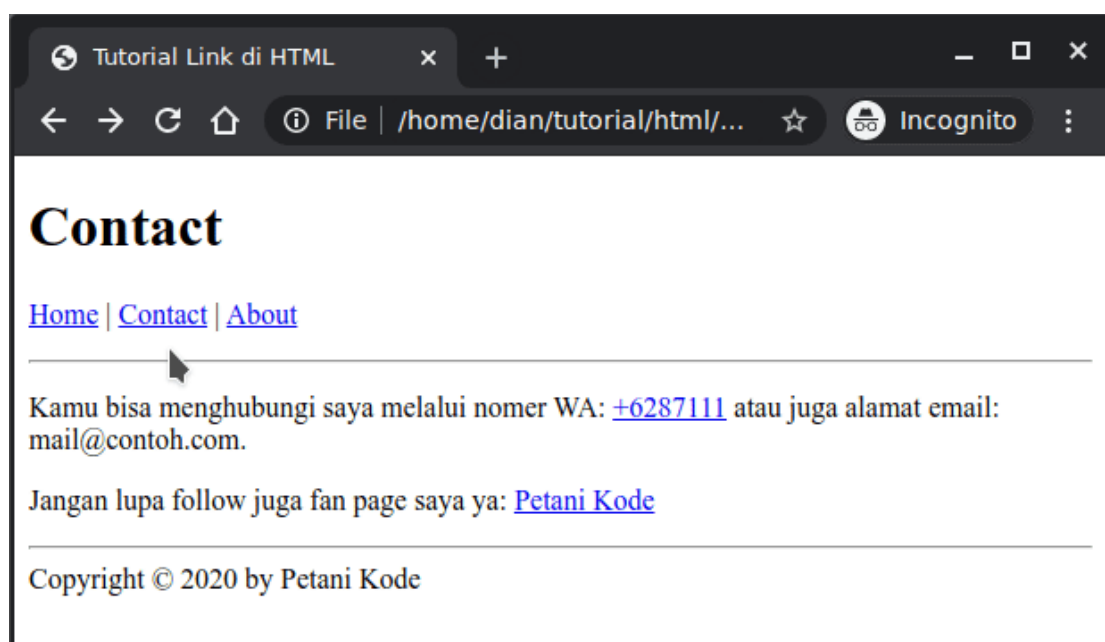 Tutorial Link di HTML
File | /home/dian/tutorial/html/... Incognito
Contact
Home | Contact | About
Kamu bisa menghubungi saya melalui nomer WA: +6287111 atau juga alamat email:
mail@contoh.com.
Jangan lupa follow juga fan page saya ya: Petani Kode
Copyright © 2020 by Petani Kode